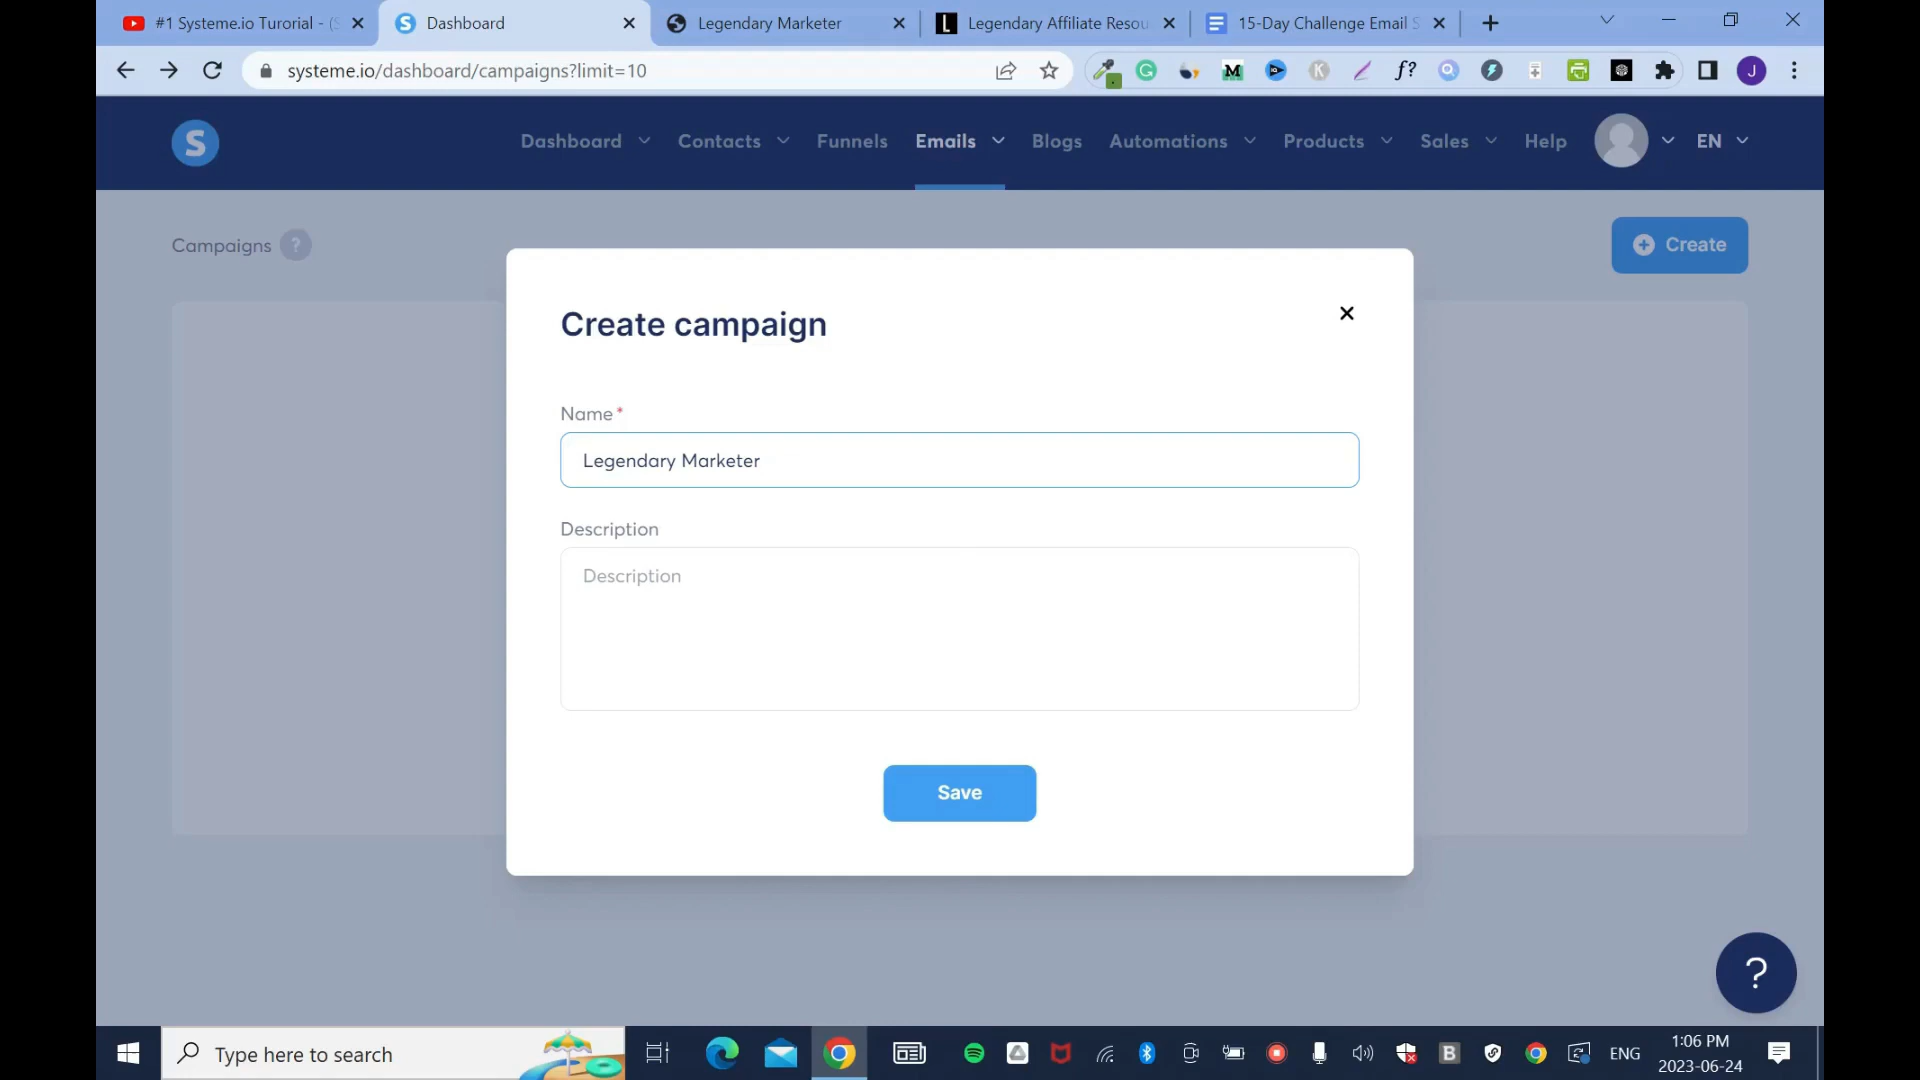 #1 Systeme.io Turorial - (S
Dashboard
Legendary Marketer
Legendary Affiliate Resou
15-Day Challenge Email S
systeme.io/dashboard/campaigns?limit=10
M
K
f?
J
S
Dashboard
Contacts
Funnels
Emails
Blogs
Automations
Products
Sales
Help
EN
Campaigns ?
Create
Create campaign
Name*
Legendary Marketer
Description
Description
Save
?
Type here to search
B
ENG
1:06 PM
2023-06-24